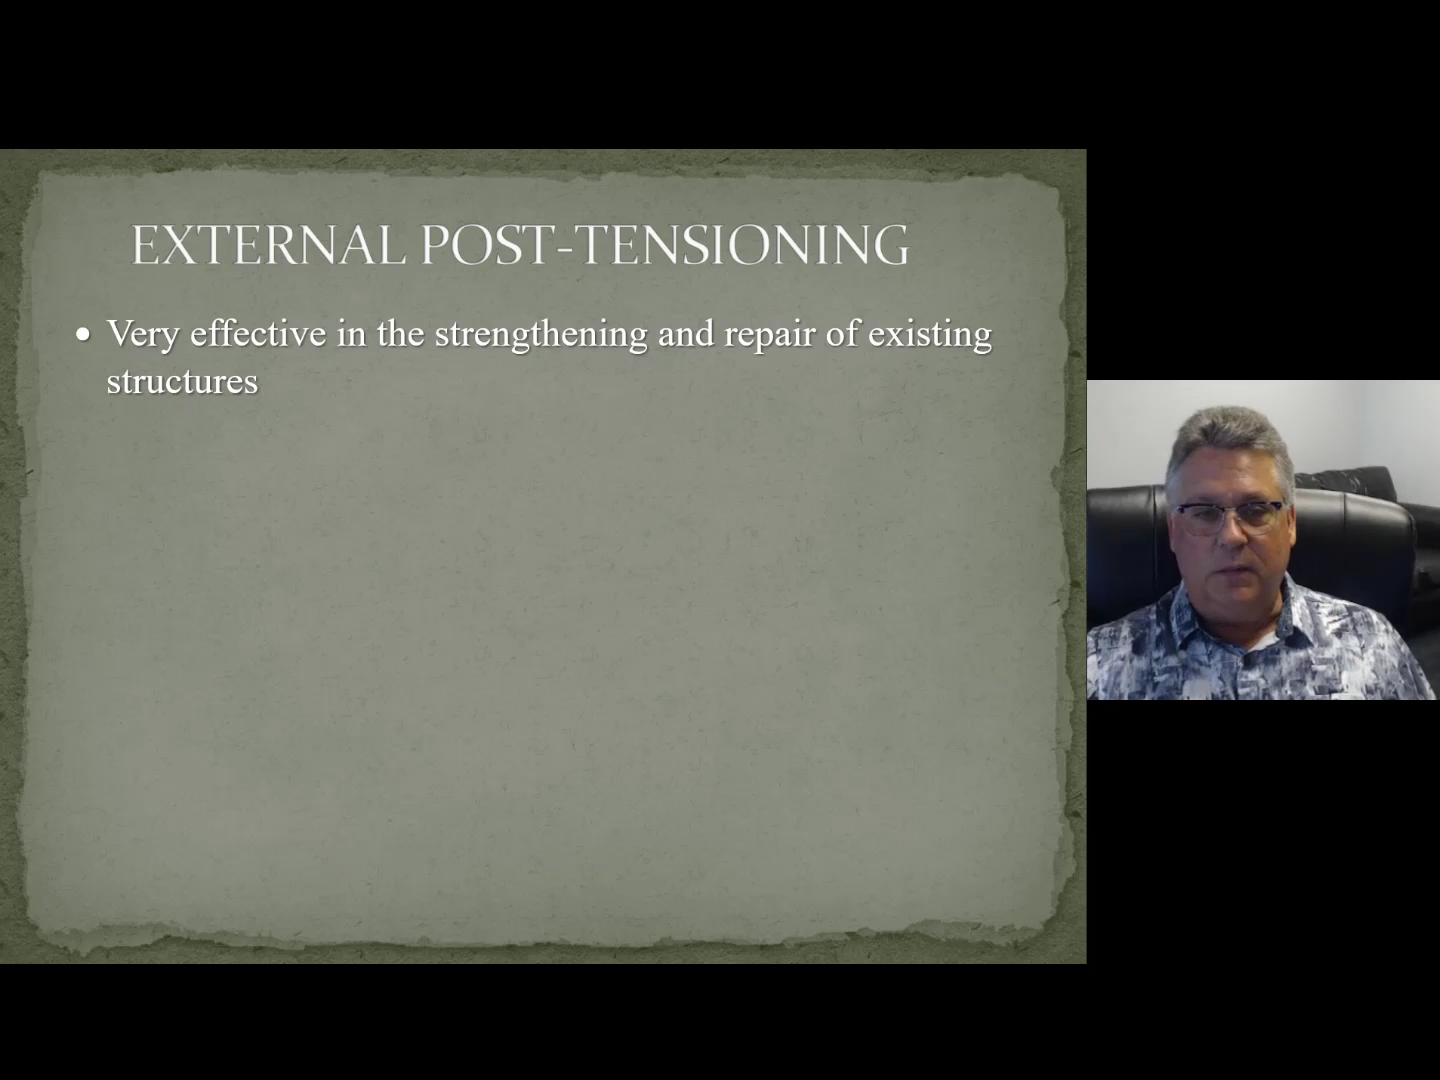 EXTERNAL POST-TENSIONING
• Very effective in the strengthening and repair of existing
structures